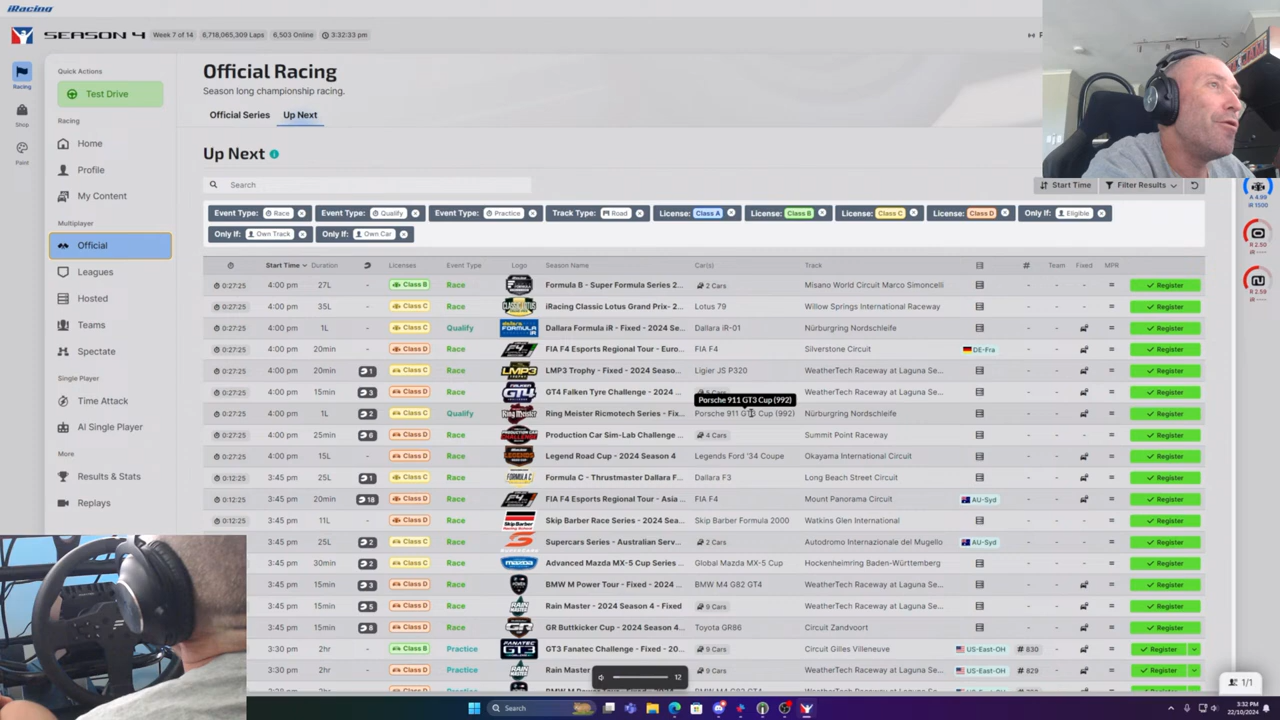 iRacing
SEASON 4 Week 7 of 14 6,718,065,309 Laps 6,503 Online 3:32:33 pm
Racing
Shop
Paint
Quick Actions
Test Drive
Racing
Home
Profile
My Content
Multiplayer
Official
Leagues
Hosted
Teams
Spectate
Single Player
Time Attack
AI Single Player
More
Results & Stats
Replays
Official Racing
Season long championship racing.
Official Series Up Next
Up Next
Search
Start Time Filter Results
Event Type: Race Event Type: Qualify Event Type: Practice Track Type: Road License: Class A License: Class B License: Class C License: Class D Only If: Eligible
Only If: Own Track Only If: Own Car
Start Time Duration Licenses Event Type Logo Season Name Car(s) Track # Team Fixed MPR
0:27:25 4:00 pm 27L - Class B Race Formula B - Super Formula Series 2... 2 Cars Misano World Circuit Marco Simoncelli - - - = Register
0:27:25 4:00 pm 35L - Class C Race iRacing Classic Lotus Grand Prix- 2... Lotus 79 Willow Springs International Raceway - - - = Register
0:27:25 4:00 pm 1L - Class C Qualify Dallara Formula iR - Fixed - 2024 Se... Dallara iR-01 Nürburgring Nordschleife - - = Register
0:27:25 4:00 pm 20min - Class D Race FIA F4 Esports Regional Tour - Euro... FIA F4 Silverstone Circuit DE-Fra - - = Register
0:27:25 4:00 pm 20min 1 Class C Race LMP3 Trophy - Fixed - 2024 Seaso... Ligier JS P320 WeatherTech Raceway at Laguna Se... - - = Register
0:27:25 4:00 pm 15min 3 Class D Race GT4 Falken Tyre Challenge - 2024 ... WeatherTech Raceway at Laguna Se... - - = Register
Porsche 911 GT3 Cup (992)
0:27:25 4:00 pm 1L 2 Class C Qualify Ring Meister Ricmotech Series - Fix... Porsche 911 GT3 Cup (992) Nürburgring Nordschleife - - = Register
0:27:25 4:00 pm 25min 6 Class D Race Production Car Sim-Lab Challenge ... 4 Cars Summit Point Raceway - - = Register
0:27:25 4:00 pm 15L - Class D Race Legend Road Cup - 2024 Season 4 Legends Ford '34 Coupe Okayama International Circuit - - - = Register
0:27:25 3:45 pm 25L 1 Class C Race Formula C - Thrustmaster Dallara F... Dallara F3 Long Beach Street Circuit - - - = Register
0:12:25 3:45 pm 20min 18 Class D Race FIA F4 Esports Regional Tour - Asia ... FIA F4 Mount Panorama Circuit AU-Syd - - = Register
0:12:25 3:45 pm 11L - Class D Race Skip Barber Race Series - 2024 Sea... Skip Barber Formula 2000 Watkins Glen International - - - = Register
3:45 pm 25L 2 Class C Race Supercars Series - Australian Serv... 2 Cars Autodromo Internazionale del Mugello AU-Syd - - = Register
3:45 pm 30min 2 Class C Race Advanced Mazda MX-5 Cup Series ... Global Mazda MX-5 Cup Hockenheimring Baden-Württemberg - - - = Register
3:45 pm 15min 3 Class D Race BMW M Power Tour - Fixed - 2024 ... BMW M4 G82 GT4 WeatherTech Raceway at Laguna Se... - - = Register
3:45 pm 15min 5 Class D Race Rain Master - 2024 Season 4 - Fixed 9 Cars WeatherTech Raceway at Laguna Se... - - = Register
3:45 pm 15min 8 Class D Race GR Buttkicker Cup - 2024 Season ... Toyota GR86 Circuit Zandvoort - - = Register
3:30 pm 2hr - Class B Practice GT3 Fanatec Challenge - Fixed - 20... 9 Cars Circuit Gilles Villeneuve US-East-OH #830 - = Register
3:30 pm 2hr - Class D Practice Rain Master WeatherTech Raceway at Laguna Se... US-East-OH #829 - = Register
12
A 4.99
iR 1500
R 2.50
R 2.59
1/1
Search
3:32 PM
22/10/2024